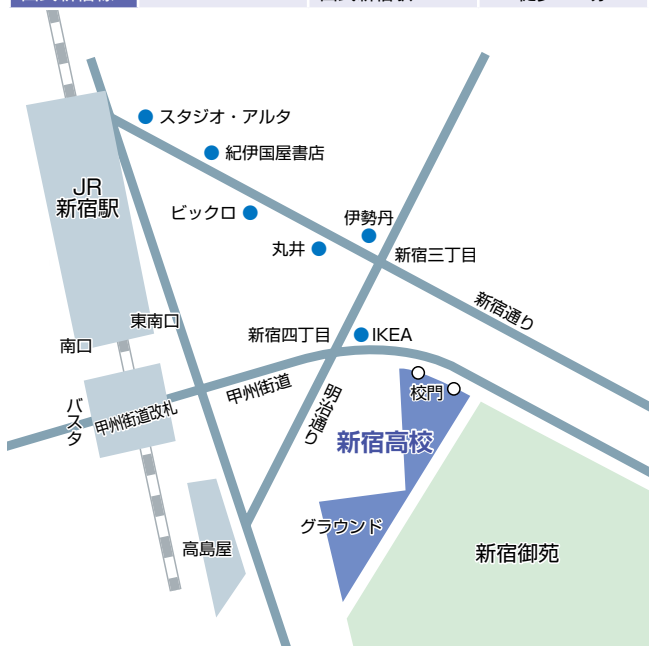 スタジオ・アルタ
紀伊国屋書店
JR
新宿駅
ビックロ
伊勢丹
丸井
新宿三丁目
新宿通り
東南口
新宿四丁目
IKEA
南口
甲州街道
校門
バスタ
甲州街道改札
明治通り
新宿高校
グラウンド
高島屋
新宿御苑